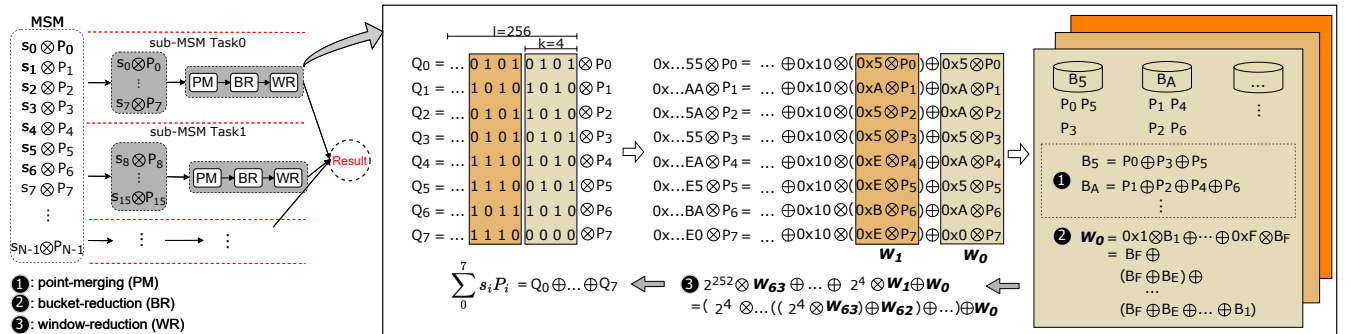 MSM
s0 ⊗ P0
s1 ⊗ P1
s2 ⊗ P2
s3 ⊗ P3
s4 ⊗ P4
s5 ⊗ P5
s6 ⊗ P6
s7 ⊗ P7
⋮
sN-1 ⊗ PN-1
sub-MSM Task0
s0 ⊗ P0
⋮
s7 ⊗ P7
PM BR WR
sub-MSM Task1
s8 ⊗ P8
⋮
s15 ⊗ P15
PM BR WR
⋮ ⋮
Result
❶: point-merging (PM)
❷: bucket-reduction (BR)
❸: window-reduction (WR)
l=256
k=4
Q0 = ... 0 1 0 1 0 1 0 1 ⊗ P0
Q1 = ... 1 0 1 0 1 0 1 0 ⊗ P1
Q2 = ... 0 1 0 1 1 0 1 0 ⊗ P2
Q3 = ... 0 1 0 1 0 1 0 1 ⊗ P3
Q4 = ... 1 1 1 0 1 0 1 0 ⊗ P4
Q5 = ... 1 1 1 0 0 1 0 1 ⊗ P5
Q6 = ... 1 0 1 1 1 0 1 0 ⊗ P6
Q7 = ... 1 1 1 0 0 0 0 0 ⊗ P7
0x...55 ⊗ P0 = ... ⊕0x10⊗(0x5⊗P0)⊕0x5⊗P0
0x...AA ⊗ P1 = ... ⊕0x10⊗(0xA⊗P1)⊕0xA⊗P1
0x...5A ⊗ P2 = ... ⊕0x10⊗(0x5⊗P2)⊕0xA⊗P2
0x...55 ⊗ P3 = ... ⊕0x10⊗(0x5⊗P3)⊕0x5⊗P3
0x...EA ⊗ P4 = ... ⊕0x10⊗(0xE⊗P4)⊕0xA⊗P4
0x...E5 ⊗ P5 = ... ⊕0x10⊗(0xE⊗P5)⊕0x5⊗P5
0x...BA ⊗ P6 = ... ⊕0x10⊗(0xB⊗P6)⊕0xA⊗P6
0x...E0 ⊗ P7 = ... ⊕0x10⊗(0xE⊗P7)⊕0x0⊗P7
W1 W0
B5 BA ...
P0 P5 P1 P4 ⋮
P3 P2 P6
❶ B5 = P0⊕P3⊕P5
BA = P1⊕P2⊕P4⊕P6
⋮
❷ W0 = 0x1⊗B1⊕···⊕0xF⊗BF
= BF⊕
(BF⊕BE)⊕
...
(BF⊕BE⊕...⊕B1)
❸ 2^252⊗W63⊕...⊕ 2^4⊗W1⊕W0
=( 2^4 ⊗...(( 2^4⊗W63)⊕W62)⊕...)⊕W0
∑_0^7 siPi = Q0⊕...⊕Q7